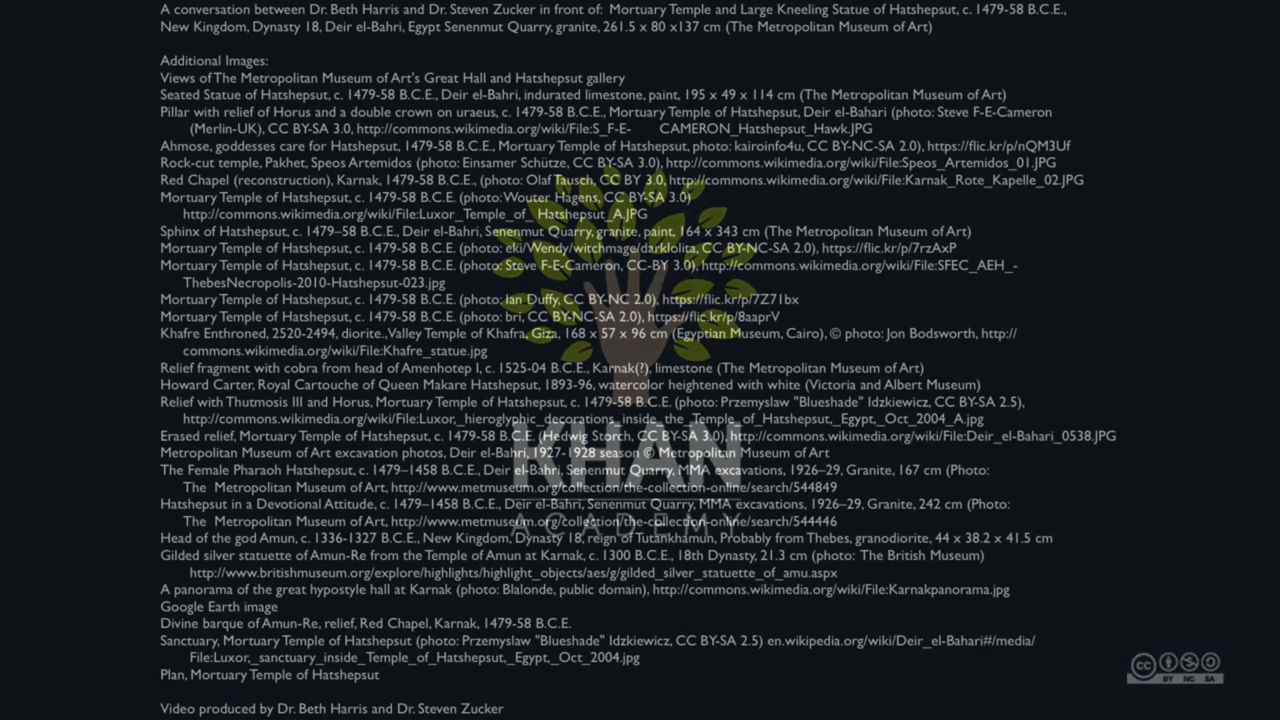 A conversation between Dr. Beth Harris and Dr. Steven Zucker in front of: Mortuary Temple and Large Kneeling Statue of Hatshepsut, c. 1479-58 B.C.E.,
New Kingdom, Dynasty 18, Deir el-Bahri, Egypt Senenmut Quarry, granite, 261.5 x 80 x137 cm (The Metropolitan Museum of Art)
Additional Images:
Views of The Metropolitan Museum of Art's Great Hall and Hatshepsut gallery
Seated Statue of Hatshepsut, c. 1479-58 B.C.E., Deir el-Bahri, indurated limestone, paint, 195 x 49 x 114 cm (The Metropolitan Museum of Art)
Pillar with relief of Horus and a double crown on uraeus, c. 1479-58 B.C.E., Mortuary Temple of Hatshepsut, Deir el-Bahari (photo: Steve F-E-Cameron
(Merlin-UK), CC BY-SA 3.0, http://commons.wikimedia.org/wiki/File:S_F-E- CAMERON_Hatshepsut_Hawk.JPG
Ahmose, goddesses care for Hatshepsut, 1479-58 B.C.E., Mortuary Temple of Hatshepsut, photo: kairoinfo4u, CC BY-NC-SA 2.0), https://flic.kr/p/nQM3Uf
Rock-cut temple, Pakhet, Speos Artemidos (photo: Einsamer Schütze, CC BY-SA 3.0), http://commons.wikimedia.org/wiki/File:Speos_Artemidos_01.JPG
Red Chapel (reconstruction), Karnak, 1479-58 B.C.E., (photo: Olaf Tausch, CC BY 3.0, http://commons.wikimedia.org/wiki/File:Karnak_Rote_Kapelle_02.JPG
Mortuary Temple of Hatshepsut, c. 1479-58 B.C.E. (photo: Wouter Hagens, CC BY-SA 3.0)
http://commons.wikimedia.org/wiki/File:Luxor_Temple_of_Hatshepsut_A.JPG
Sphinx of Hatshepsut, c. 1479–58 B.C.E., Deir el-Bahri, Senenmut Quarry, granite, paint, 164 x 343 cm (The Metropolitan Museum of Art)
Mortuary Temple of Hatshepsut, c. 1479-58 B.C.E. (photo: eki/Wendy/witchmage/darklolita, CC BY-NC-SA 2.0), https://flic.kr/p/7rzAxP
Mortuary Temple of Hatshepsut, c. 1479-58 B.C.E. (photo: Steve F-E-Cameron, CC-BY 3.0), http://commons.wikimedia.org/wiki/File:SFEC_AEH_-
ThebesNecropolis-2010-Hatshepsut-023.jpg
Mortuary Temple of Hatshepsut, c. 1479-58 B.C.E. (photo: Ian Duffy, CC BY-NC 2.0), https://flic.kr/p/7Z71bx
Mortuary Temple of Hatshepsut, c. 1479-58 B.C.E. (photo: bri, CC BY-NC-SA 2.0), https://flic.kr/p/8aaprV
Khafre Enthroned, 2520-2494, diorite., Valley Temple of Khafra, Giza, 168 x 57 x 96 cm (Egyptian Museum, Cairo), © photo: Jon Bodsworth, http://
commons.wikimedia.org/wiki/File:Khafre_statue.jpg
Relief fragment with cobra from head of Amenhotep I, c. 1525-04 B.C.E., Karnak(?), limestone (The Metropolitan Museum of Art)
Howard Carter, Royal Cartouche of Queen Makare Hatshepsut, 1893-96, watercolor heightened with white (Victoria and Albert Museum)
Relief with Thutmosis III and Horus, Mortuary Temple of Hatshepsut, c. 1479-58 B.C.E. (photo: Przemyslaw "Blueshade" Idzkiewicz, CC BY-SA 2.5),
http://commons.wikimedia.org/wiki/File:Luxor_hieroglyphic_decorations_inside_the_Temple_of_Hatshepsut,_Egypt,_Oct_2004_A.jpg
Erased relief, Mortuary Temple of Hatshepsut, c. 1479-58 B.C.E. (Hedwig Storch, CC BY-SA 3.0), http://commons.wikimedia.org/wiki/File:Deir_el-Bahari_0538.JPG
Metropolitan Museum of Art excavation photos, Deir el-Bahri, 1927-1928 season © Metropolitan Museum of Art
The Female Pharaoh Hatshepsut, c. 1479–1458 B.C.E., Deir el-Bahri, Senenmut Quarry, MMA excavations, 1926–29, Granite, 167 cm (Photo:
The Metropolitan Museum of Art, http://www.metmuseum.org/collection/the-collection-online/search/544849
Hatshepsut in a Devotional Attitude, c. 1479–1458 B.C.E., Deir el-Bahri, Senenmut Quarry, MMA excavations, 1926–29, Granite, 242 cm (Photo:
The Metropolitan Museum of Art, http://www.metmuseum.org/collection/the-collection-online/search/544446
Head of the god Amun, c. 1336-1327 B.C.E., New Kingdom, Dynasty 18, reign of Tutankhamun, Probably from Thebes, granodiorite, 44 x 38.2 x 41.5 cm
Gilded silver statuette of Amun-Re from the Temple of Amun at Karnak, c. 1300 B.C.E., 18th Dynasty, 21.3 cm (photo: The British Museum)
http://www.britishmuseum.org/explore/highlights/highlight_objects/aes/g/gilded_silver_statuette_of_amu.aspx
A panorama of the great hypostyle hall at Karnak (photo: Blalonde, public domain), http://commons.wikimedia.org/wiki/File:Karnakpanorama.jpg
Google Earth image
Divine barque of Amun-Re, relief, Red Chapel, Karnak, 1479-58 B.C.E.
Sanctuary, Mortuary Temple of Hatshepsut (photo: Przemyslaw "Blueshade" Idzkiewicz, CC BY-SA 2.5) en.wikipedia.org/wiki/Deir_el-Bahari#/media/
File:Luxor,_sanctuary_inside_Temple_of_Hatshepsut,_Egypt,_Oct_2004.jpg
Plan, Mortuary Temple of Hatshepsut
Video produced by Dr. Beth Harris and Dr. Steven Zucker
KHAN
ACADEMY
cc
BY NC SA